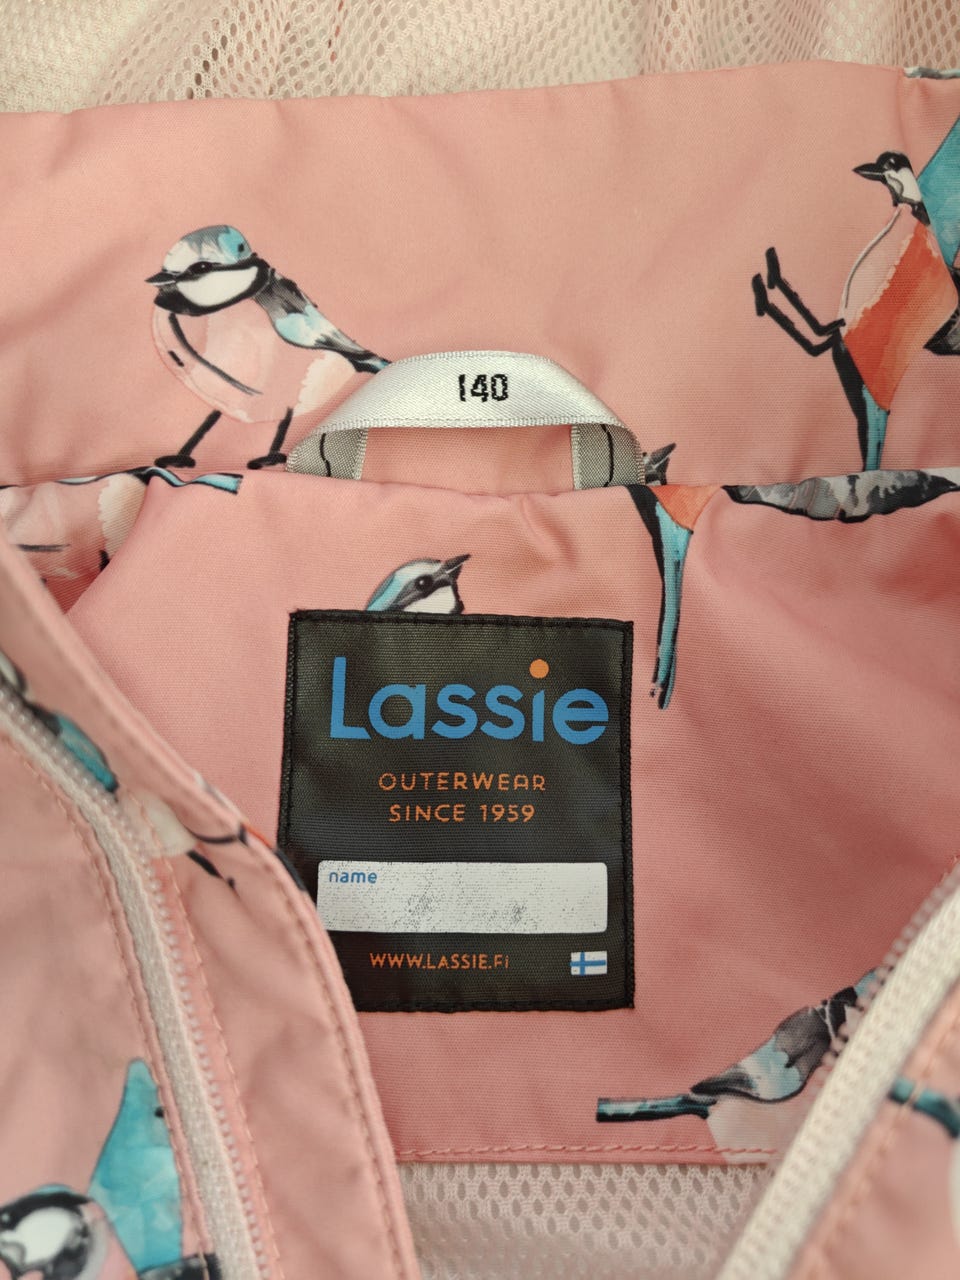 140
Lassie
OUTERWEAR
SINCE 1959
name
WWW.LASSIE.Fi